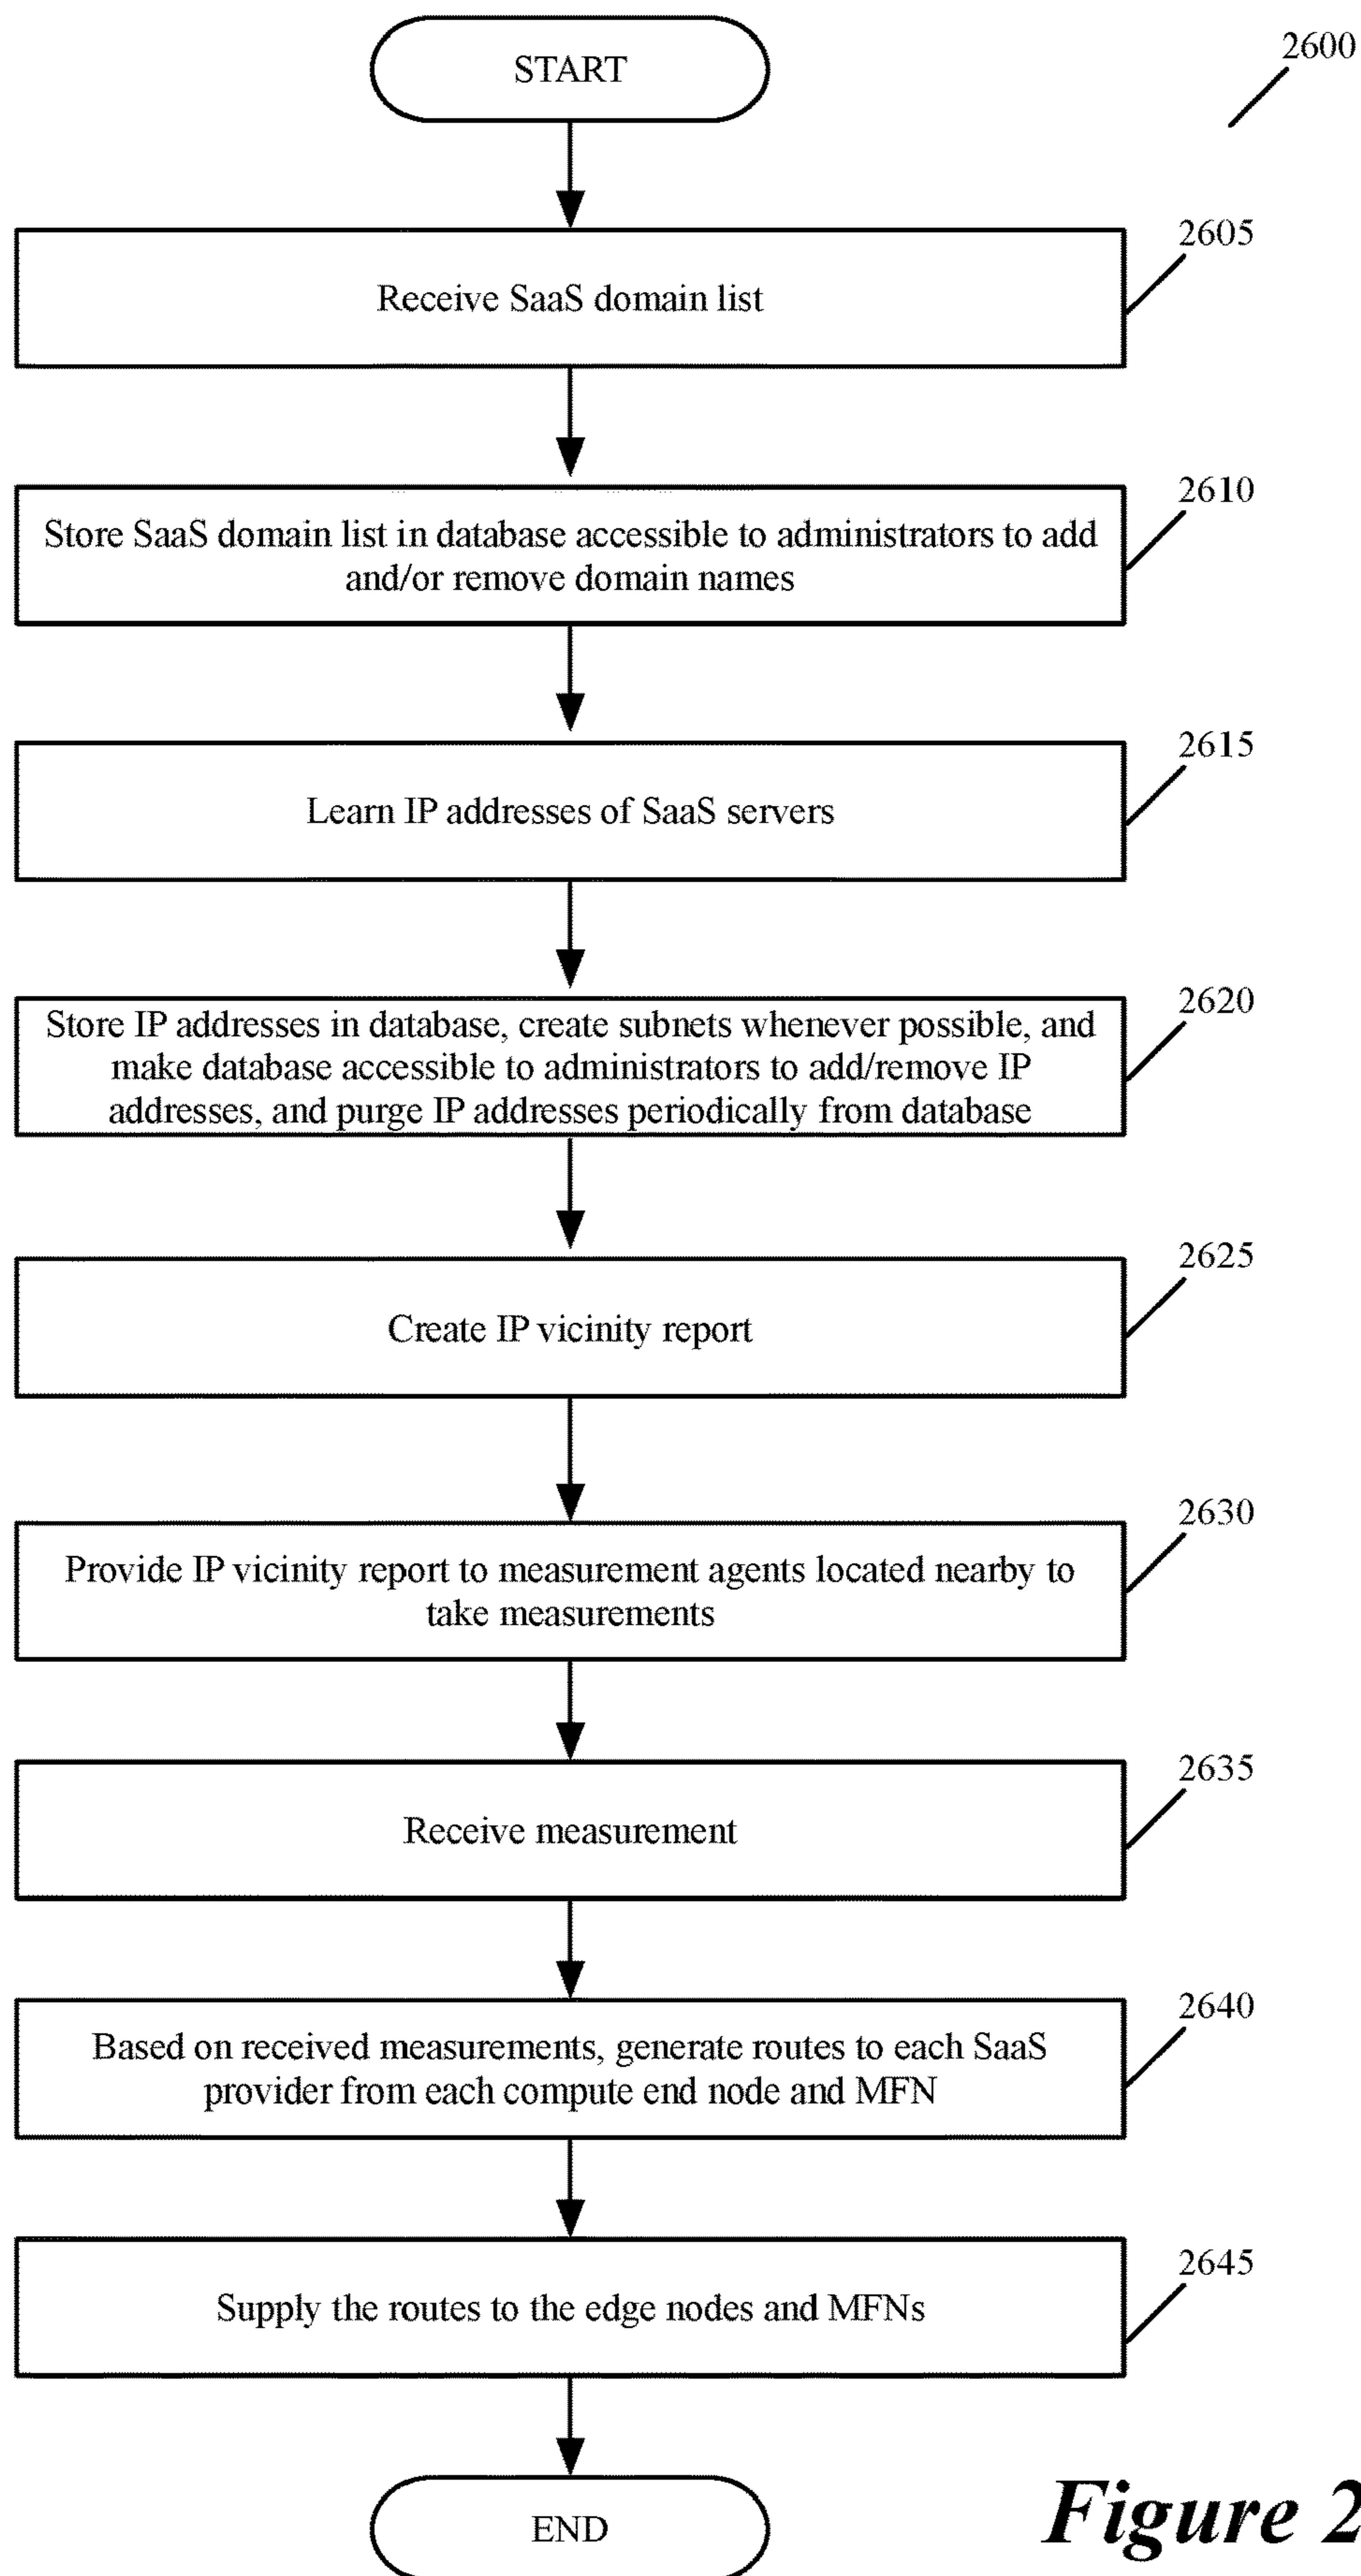 START
2600
2605
Receive SaaS domain list
2610
Store SaaS domain list in database accessible to administrators to add
and/or remove domain names
2615
Learn IP addresses of SaaS servers
2620
Store IP addresses in database, create subnets whenever possible, and
make database accessible to administrators to add/remove IP
addresses, and purge IP addresses periodically from database
2625
Create IP vicinity report
2630
Provide IP vicinity report to measurement agents located nearby to
take measurements
2635
Receive measurement
2640
Based on received measurements, generate routes to each SaaS
provider from each compute end node and MFN
2645
Supply the routes to the edge nodes and MFNs
END
Figure 2